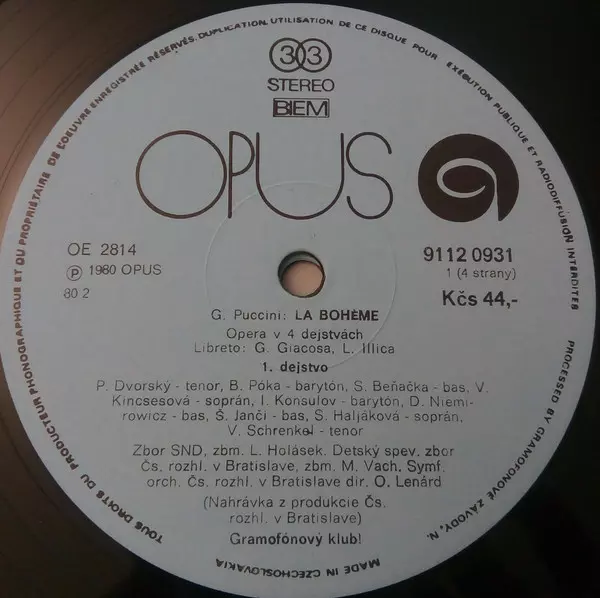 TOUS DROITS DU PRODUCTEUR PHONOGRAPHIQUE ET DU PROPRIÉTAIRE DE L'OEUVRE ENREGISTRÉE RÉSERVÉS, DUPLICATION, UTILISATION DE CE DISQUE POUR EXÉCUTION PUBLIQUE ET RADIODIFFUSION INTERDITES
33
STEREO
BIEM
OPUS
OE 2814
℗ 1980 OPUS
80 2
9112 0931
1 (4 strany)
Kčs 44,-
G. Puccini: LA BOHÈME
Opera v 4 dejstvách
Libreto: G. Giacosa, L. Illica
1. dejstvo
P. Dvorský - tenor, B. Póka - barytón, S. Beňačka - bas, V.
Kincsesová - soprán, I. Konsulov - barytón, D. Niemi-
rowicz - bas, Š. Janči - bas, S. Haljáková - soprán,
V. Schrenkel - tenor
Zbor SND, zbm. L. Holásek. Detský spev. zbor
Čs. rozhl. v Bratislave, zbm. M. Vach. Symf.
orch. Čs. rozhl. v Bratislave dir. O. Lenárd
(Nahrávka z produkcie Čs.
rozhl. v Bratislave)
Gramofónový klub!
PROCESSED BY GRAMOFONOVÉ ZÁVODY, N.
MADE IN CZECHOSLOVAKIA